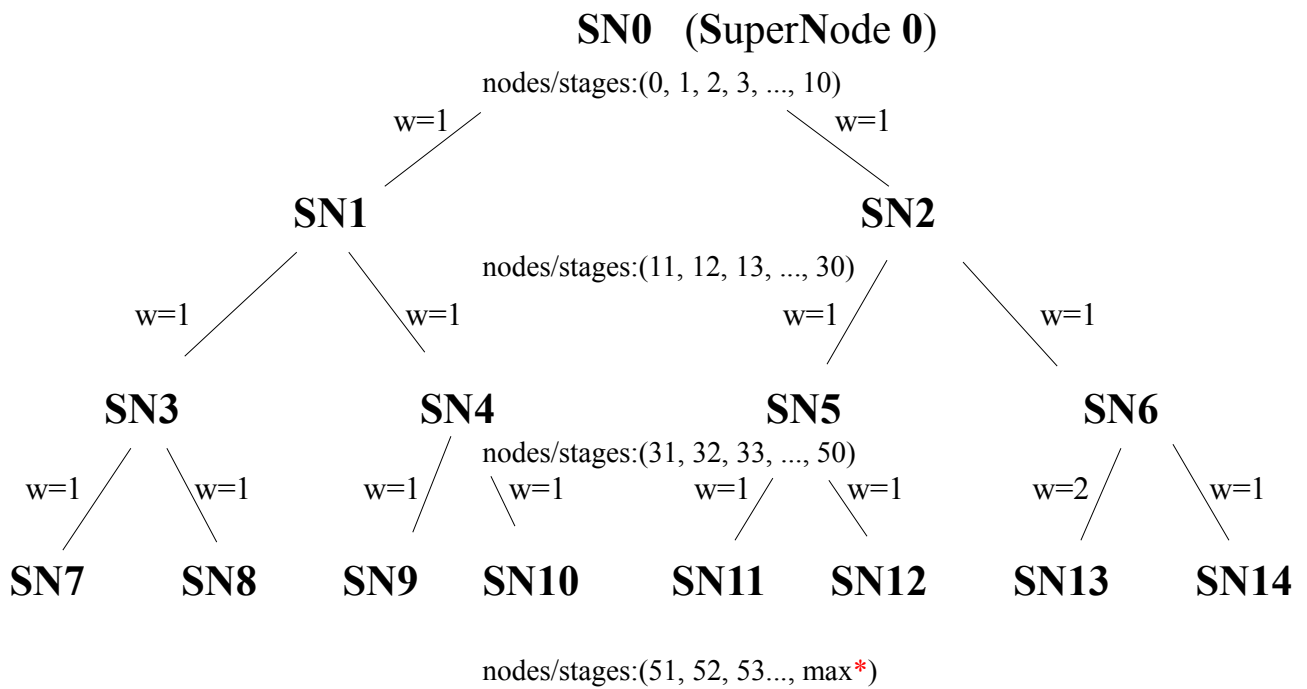 SN0 (SuperNode 0)
nodes/stages:(0, 1, 2, 3, ..., 10)
w=1 w=1
SN1 SN2
nodes/stages:(11, 12, 13, ..., 30)
w=1 w=1 w=1 w=1
SN3 SN4 SN5 SN6
nodes/stages:(31, 32, 33, ..., 50)
w=1 w=1 w=1 w=1 w=1 w=1 w=2 w=1
SN7 SN8 SN9 SN10 SN11 SN12 SN13 SN14
nodes/stages:(51, 52, 53..., max*)